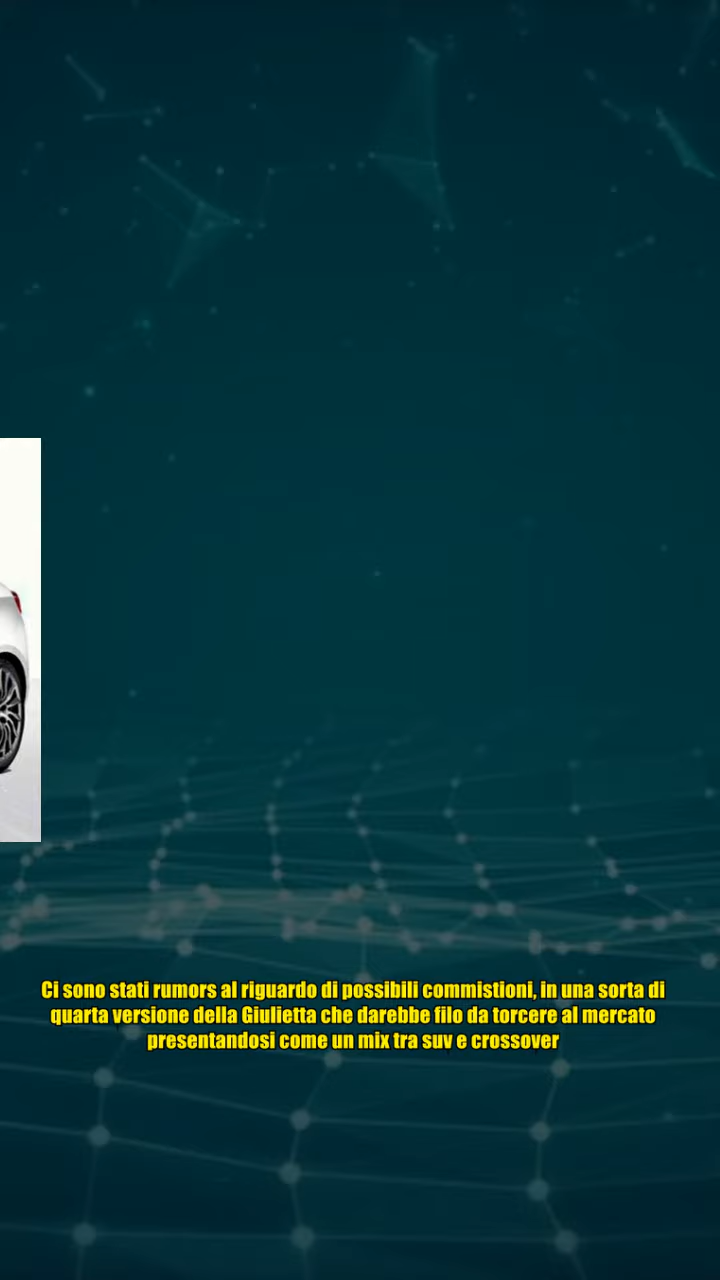 Ci sono stati rumors al riguardo di possibili commistioni, in una sorta di
quarta versione della Giulietta che darebbe filo da torcere al mercato
presentandosi come un mix tra suv e crossover